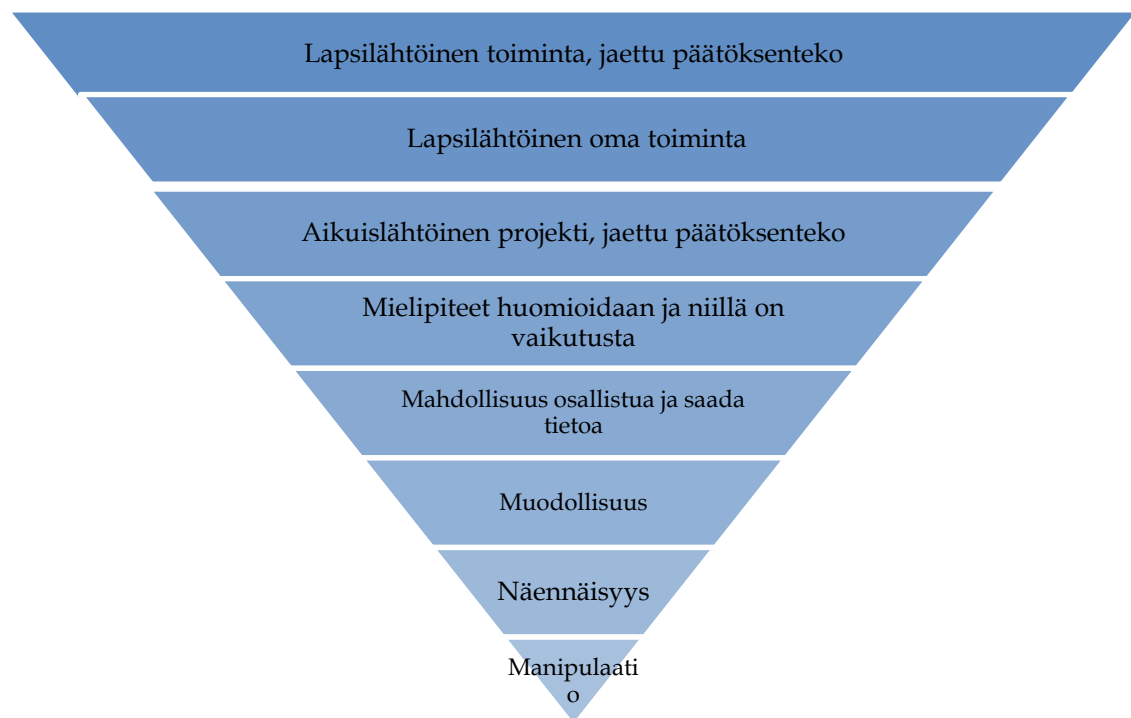 Lapsilähtöinen toiminta, jaettu päätöksenteko
Lapsilähtöinen oma toiminta
Aikuislähtöinen projekti, jaettu päätöksenteko
Mielipiteet huomioidaan ja niillä on
vaikutusta
Mahdollisuus osallistua ja saada
tietoa
Muodollisuus
Näennäisyys
Manipulaati
o